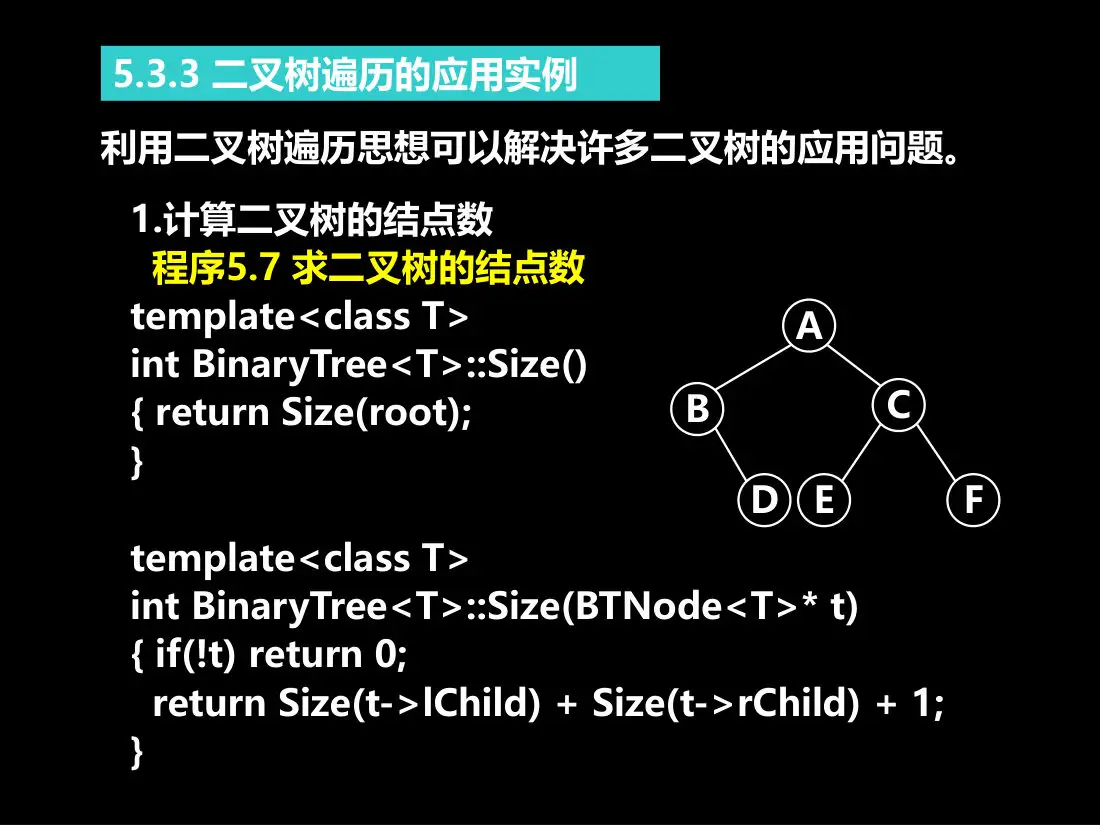 5.3.3 二叉树遍历的应用实例
利用二叉树遍历思想可以解决许多二叉树的应用问题。
1.计算二叉树的结点数
程序5.7 求二叉树的结点数
template<class T>
int BinaryTree<T>::Size()
{ return Size(root);
}
A
B
C
D
E
F
template<class T>
int BinaryTree<T>::Size(BTNode<T>* t)
{ if(!t) return 0;
return Size(t->lChild) + Size(t->rChild) + 1;
}